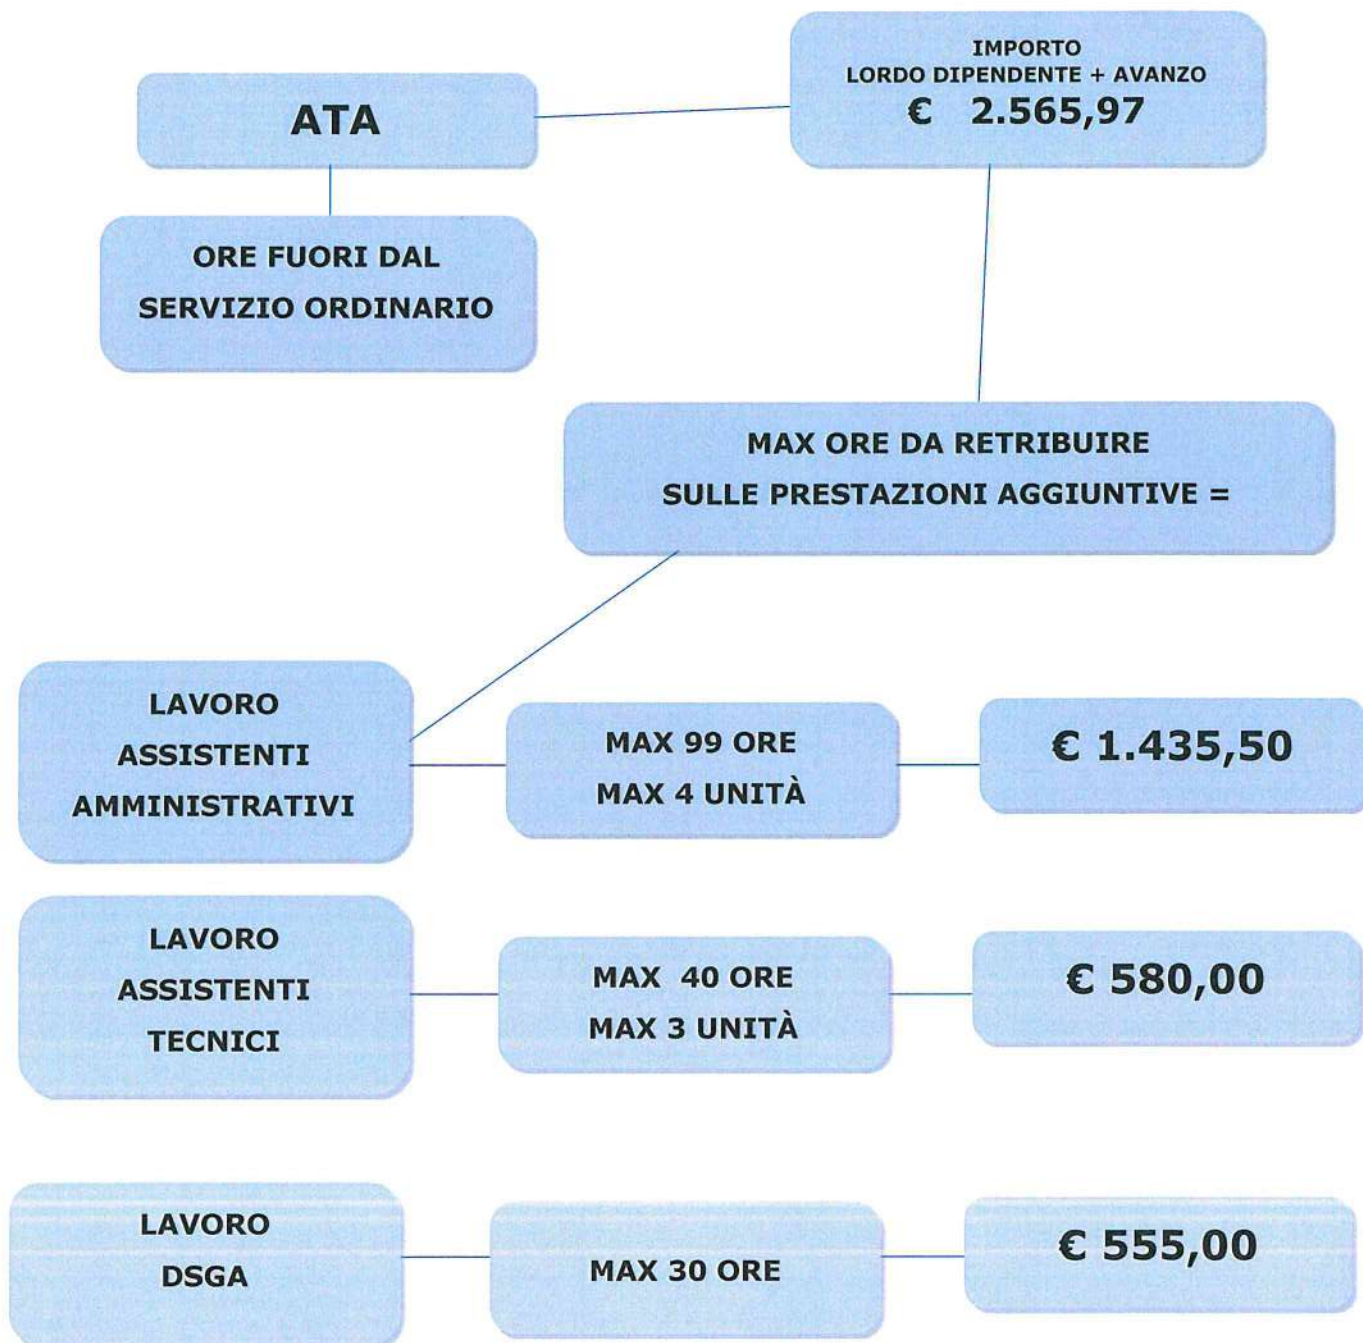 ATA
IMPORTO
LORDO DIPENDENTE + AVANZO
€ 2.565,97
ORE FUORI DAL
SERVIZIO ORDINARIO
MAX ORE DA RETRIBUIRE
SULLE PRESTAZIONI AGGIUNTIVE =
LAVORO
ASSISTENTI
AMMINISTRATIVI
MAX 99 ORE
MAX 4 UNITÀ
€ 1.435,50
LAVORO
ASSISTENTI
TECNICI
MAX 40 ORE
MAX 3 UNITÀ
€ 580,00
LAVORO
DSGA
MAX 30 ORE
€ 555,00